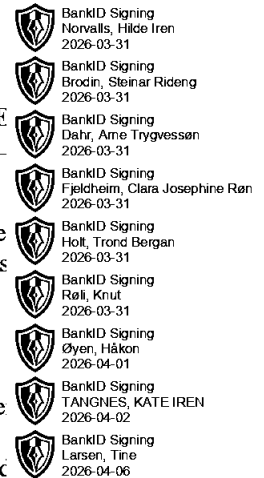 BankID Signing
Norvalls, Hilde Iren
2026-03-31
BankID Signing
Brodin, Steinar Rideng
2026-03-31
BankID Signing
Dahr, Arne Trygvessøn
2026-03-31
BankID Signing
Fjeldheim, Clara Josephine Røn
2026-03-31
BankID Signing
Holt, Trond Bergan
2026-03-31
BankID Signing
Røli, Knut
2026-03-31
BankID Signing
Øyen, Håkon
2026-04-01
BankID Signing
TANGNES, KATE IREN
2026-04-02
BankID Signing
Larsen, Tine
2026-04-06